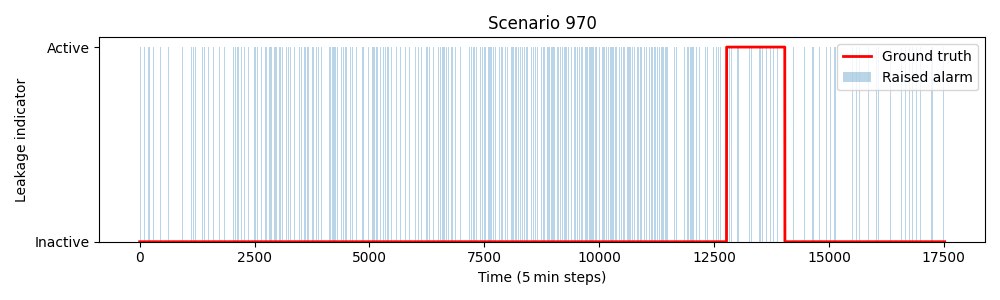 Scenario 970
Leakage indicator
Active
Inactive
Ground truth
Raised alarm
0 2500 5000 7500 10000 12500 15000 17500
Time (5 min steps)